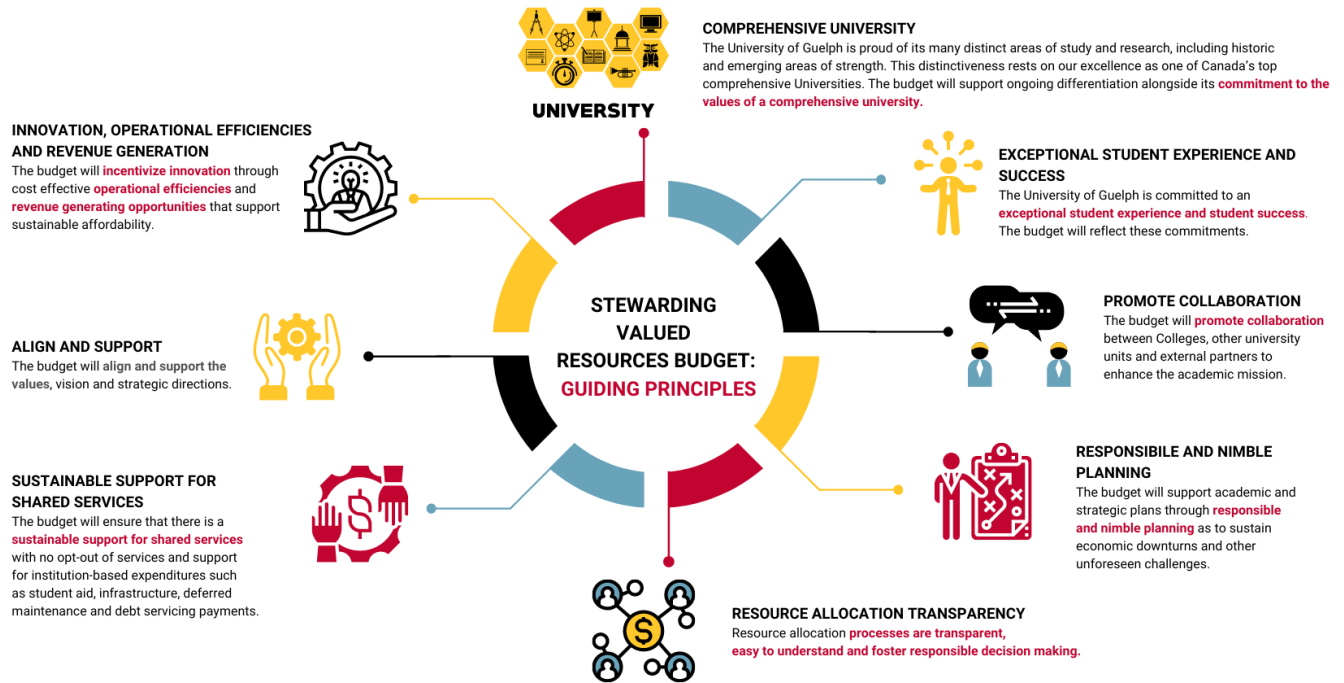 UNIVERSITY
COMPREHENSIVE UNIVERSITY
The University of Guelph is proud of its many distinct areas of study and research, including historic
and emerging areas of strength. This distinctiveness rests on our excellence as one of Canada's top
comprehensive Universities. The budget will support ongoing differentiation alongside its commitment to the
values of a comprehensive university.
EXCEPTIONAL STUDENT EXPERIENCE AND
SUCCESS
The University of Guelph is committed to an
exceptional student experience and student success.
The budget will reflect these commitments.
PROMOTE COLLABORATION
The budget will promote collaboration
between Colleges, other university
units and external partners to
enhance the academic mission.
RESPONSIBILE AND NIMBLE
PLANNING
The budget will support academic and
strategic plans through responsible
and nimble planning as to sustain
economic downturns and other
unforeseen challenges.
RESOURCE ALLOCATION TRANSPARENCY
Resource allocation processes are transparent,
easy to understand and foster responsible decision making.
SUSTAINABLE SUPPORT FOR
SHARED SERVICES
The budget will ensure that there is a
sustainable support for shared services
with no opt-out of services and support
for institution-based expenditures such
as student aid, infrastructure, deferred
maintenance and debt servicing payments.
ALIGN AND SUPPORT
The budget will align and support the
values, vision and strategic directions.
INNOVATION, OPERATIONAL EFFICIENCIES
AND REVENUE GENERATION
The budget will incentivize innovation through
cost effective operational efficiencies and
revenue generating opportunities that support
sustainable affordability.
STEWARDING
VALUED
RESOURCES BUDGET:
GUIDING PRINCIPLES